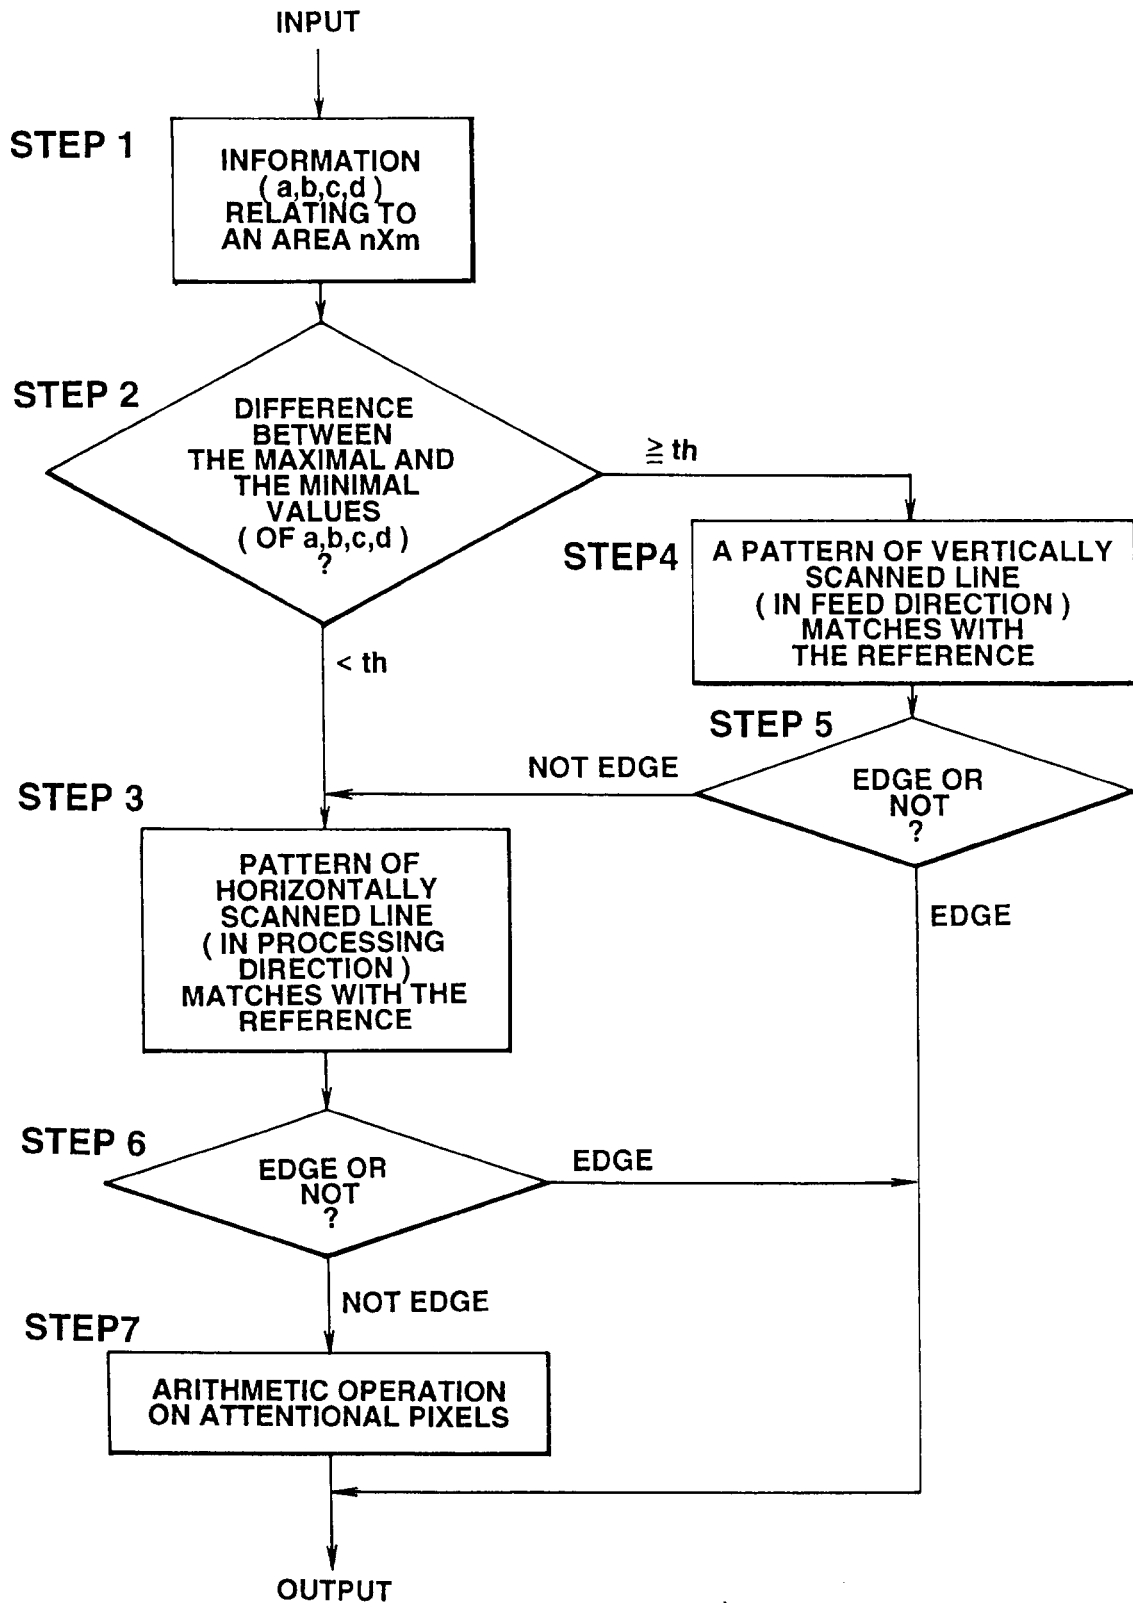 INPUT
STEP 1
INFORMATION
( a,b,c,d )
RELATING TO
AN AREA nXm
STEP 2
DIFFERENCE
BETWEEN
THE MAXIMAL AND
THE MINIMAL
VALUES
( OF a,b,c,d )
?
≧ th
< th
STEP4
A PATTERN OF VERTICALLY
SCANNED LINE
( IN FEED DIRECTION )
MATCHES WITH
THE REFERENCE
STEP 5
EDGE OR
NOT
?
NOT EDGE
EDGE
STEP 3
PATTERN OF
HORIZONTALLY
SCANNED LINE
( IN PROCESSING
DIRECTION )
MATCHES WITH THE
REFERENCE
STEP 6
EDGE OR
NOT
?
EDGE
NOT EDGE
STEP7
ARITHMETIC OPERATION
ON ATTENTIONAL PIXELS
OUTPUT